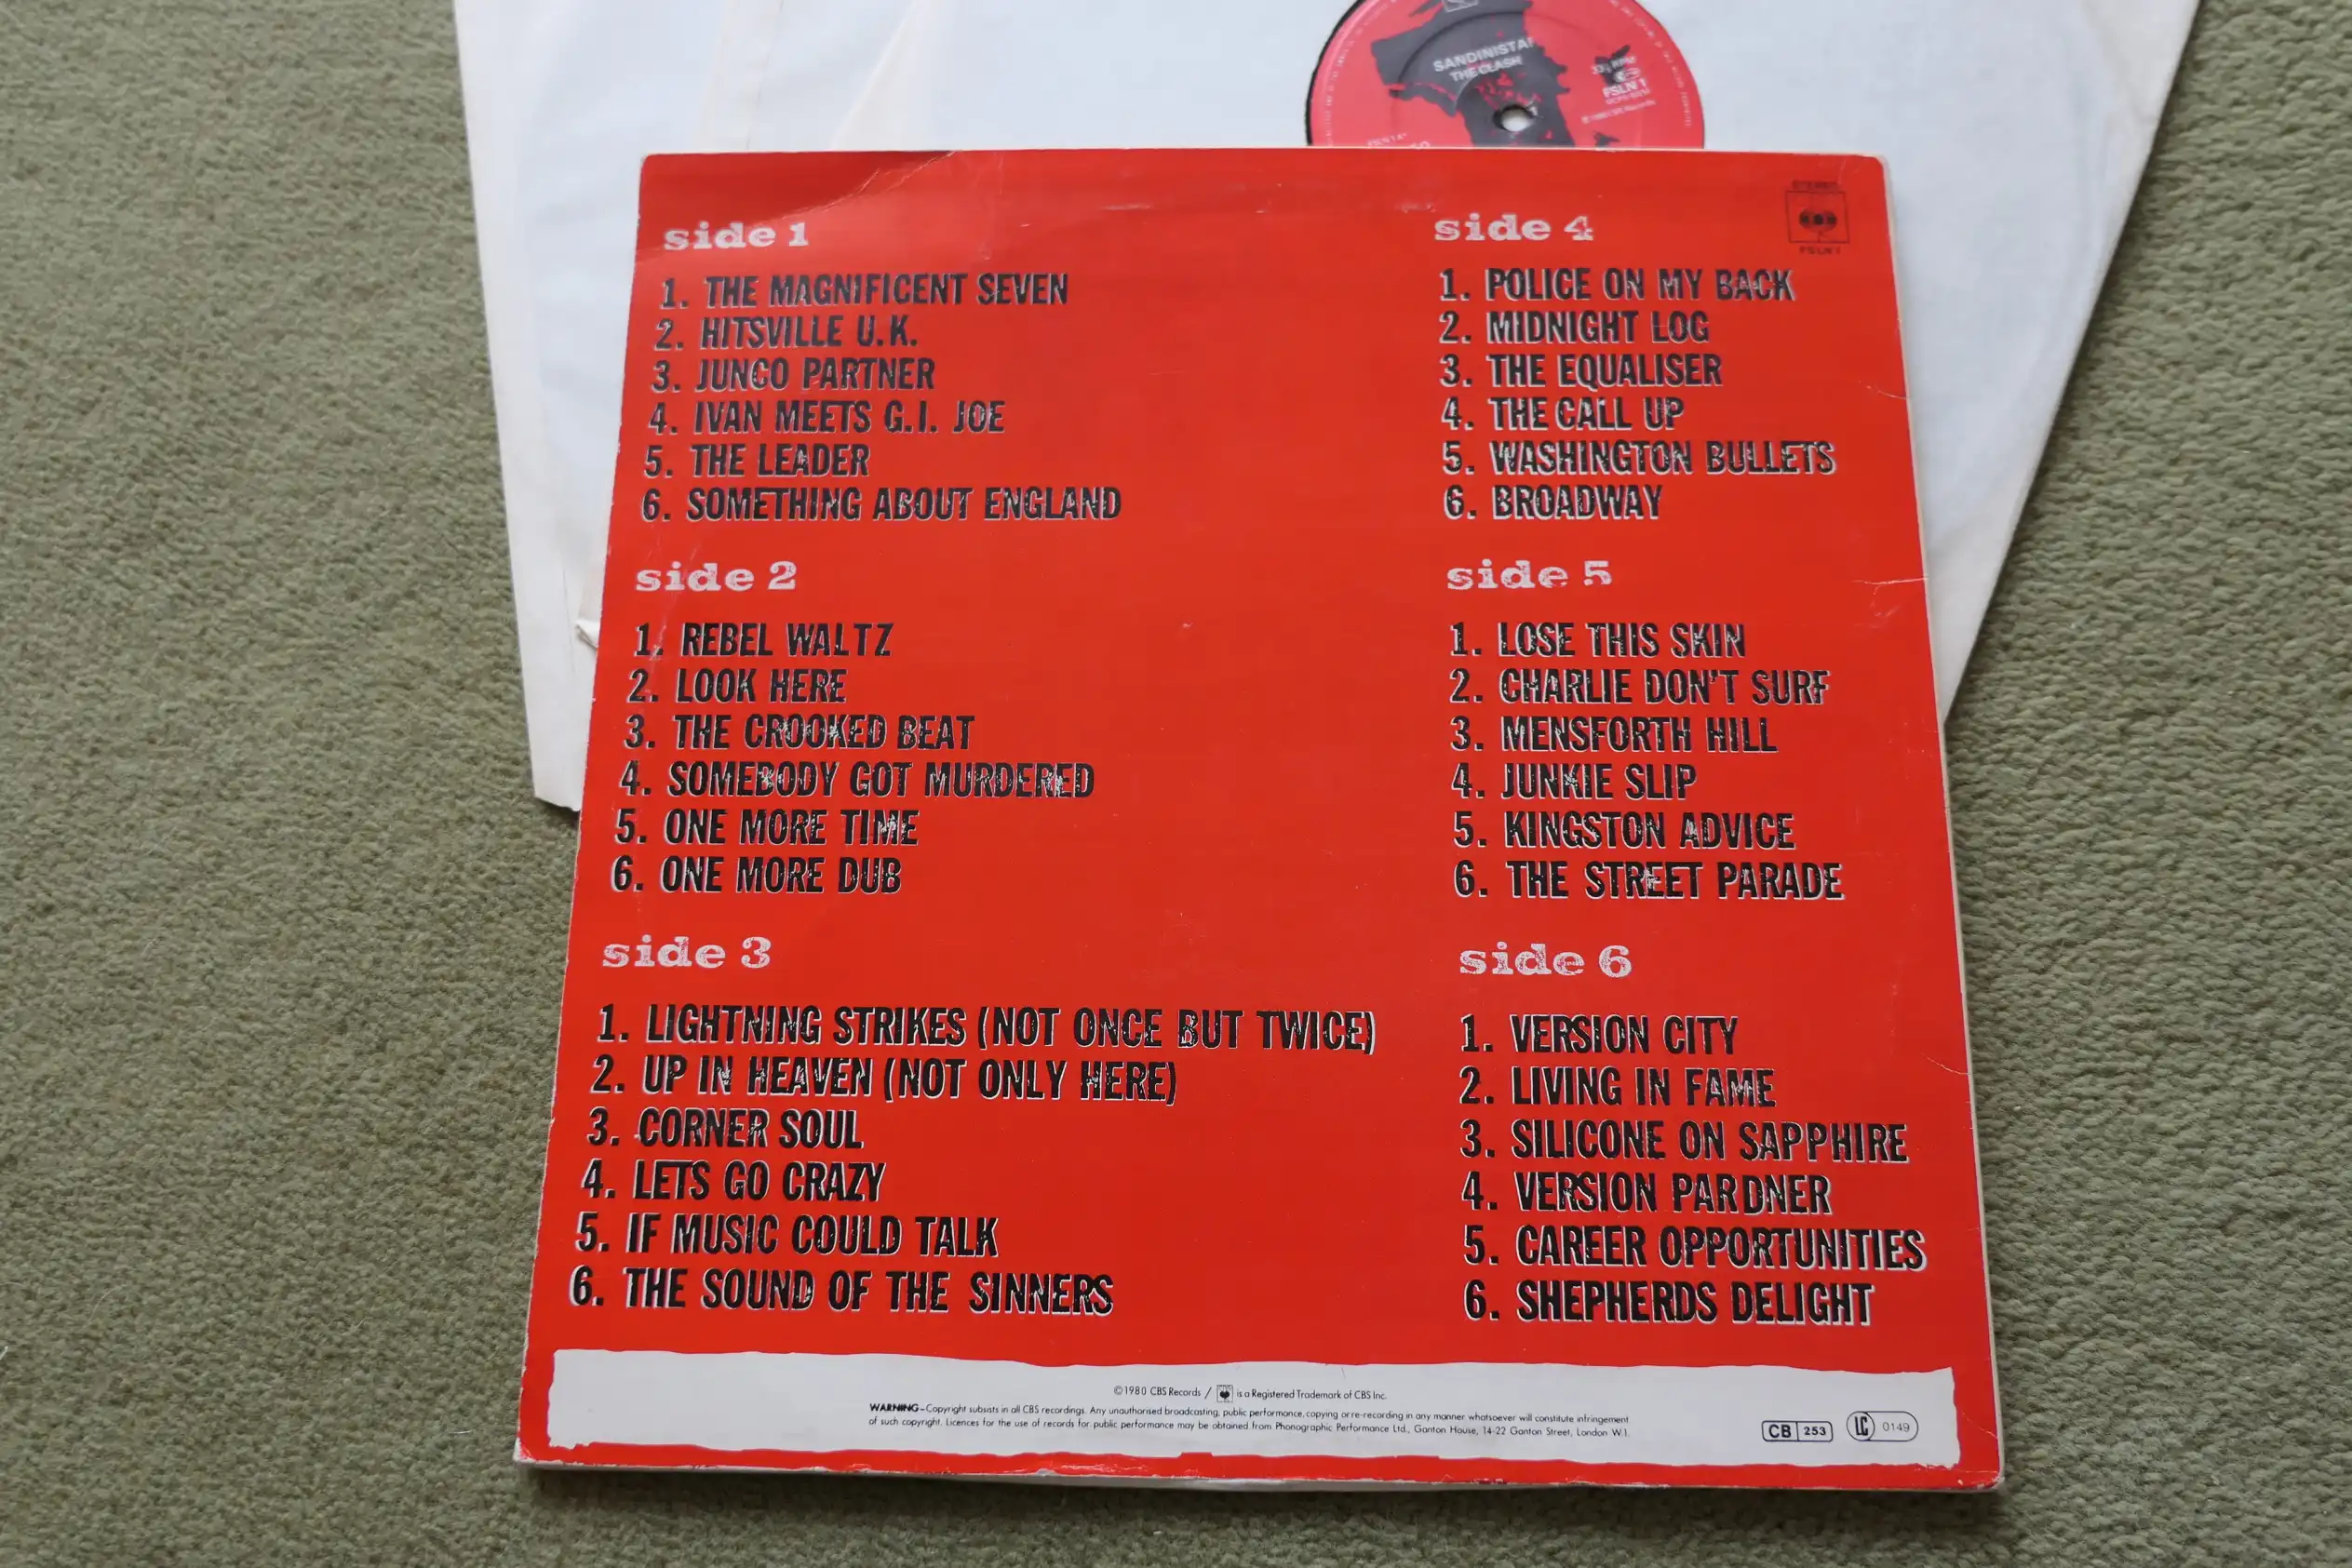 SANDINISTA!
THE CLASH
FSLN 1
STEREO
FSLN 1
side 1
1. THE MAGNIFICENT SEVEN
2. HITSVILLE U.K.
3. JUNCO PARTNER
4. IVAN MEETS G.I. JOE
5. THE LEADER
6. SOMETHING ABOUT ENGLAND
side 2
1. REBEL WALTZ
2. LOOK HERE
3. THE CROOKED BEAT
4. SOMEBODY GOT MURDERED
5. ONE MORE TIME
6. ONE MORE DUB
side 3
1. LIGHTNING STRIKES (NOT ONCE BUT TWICE)
2. UP IN HEAVEN (NOT ONLY HERE)
3. CORNER SOUL
4. LETS GO CRAZY
5. IF MUSIC COULD TALK
6. THE SOUND OF THE SINNERS
side 4
1. POLICE ON MY BACK
2. MIDNIGHT LOG
3. THE EQUALISER
4. THE CALL UP
5. WASHINGTON BULLETS
6. BROADWAY
side 5
1. LOSE THIS SKIN
2. CHARLIE DON'T SURF
3. MENSFORTH HILL
4. JUNKIE SLIP
5. KINGSTON ADVICE
6. THE STREET PARADE
side 6
1. VERSION CITY
2. LIVING IN FAME
3. SILICONE ON SAPPHIRE
4. VERSION PARDNER
5. CAREER OPPORTUNITIES
6. SHEPHERDS DELIGHT
©1980 CBS Records / is a Registered Trademark of CBS Inc.
WARNING–Copyright subsists in all CBS recordings. Any unauthorised broadcasting, public performance, copying or re-recording in any manner whatsoever will constitute infringement
of such copyright. Licences for the use of records for public performance may be obtained from Phonographic Performance Ltd., Ganton House, 14-22 Ganton Street, London W.1.
CB 253
LC 0149